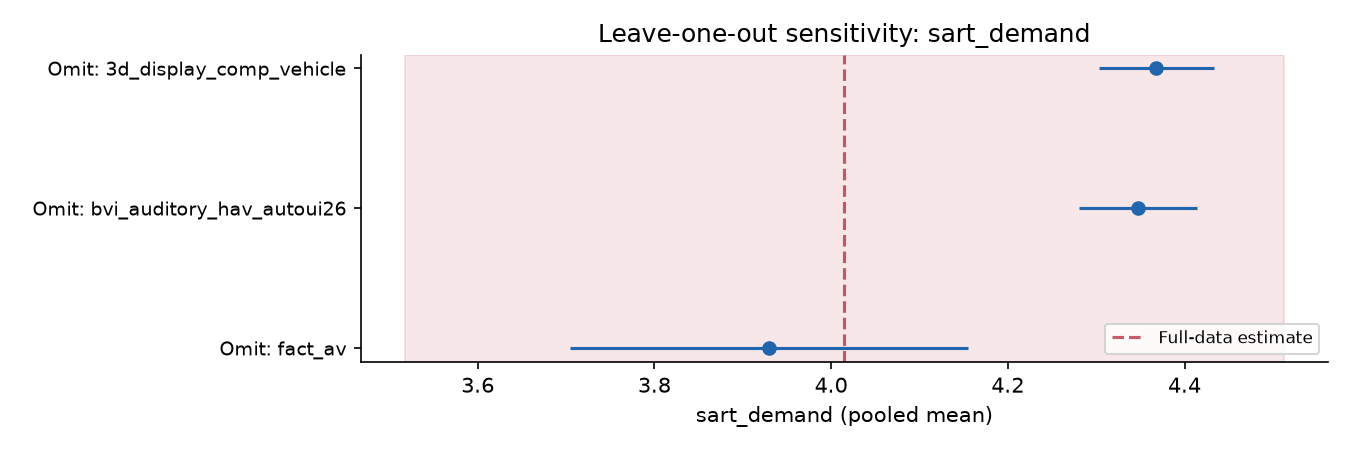 Leave-one-out sensitivity: sart_demand
Omit: 3d_display_comp_vehicle
Omit: bvi_auditory_hav_autoui26
Omit: fact_av
Full-data estimate
3.6 3.8 4.0 4.2 4.4
sart_demand (pooled mean)